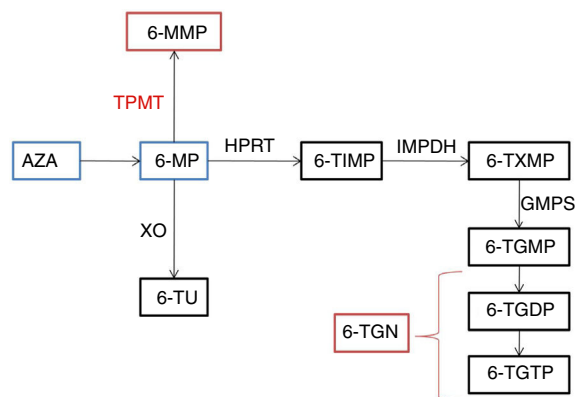 6-MMP
TPMT
AZA
6-MP
HPRT
6-TIMP
IMPDH
6-TXMP
GMPS
XO
6-TGMP
6-TU
6-TGDP
6-TGN
6-TGTP